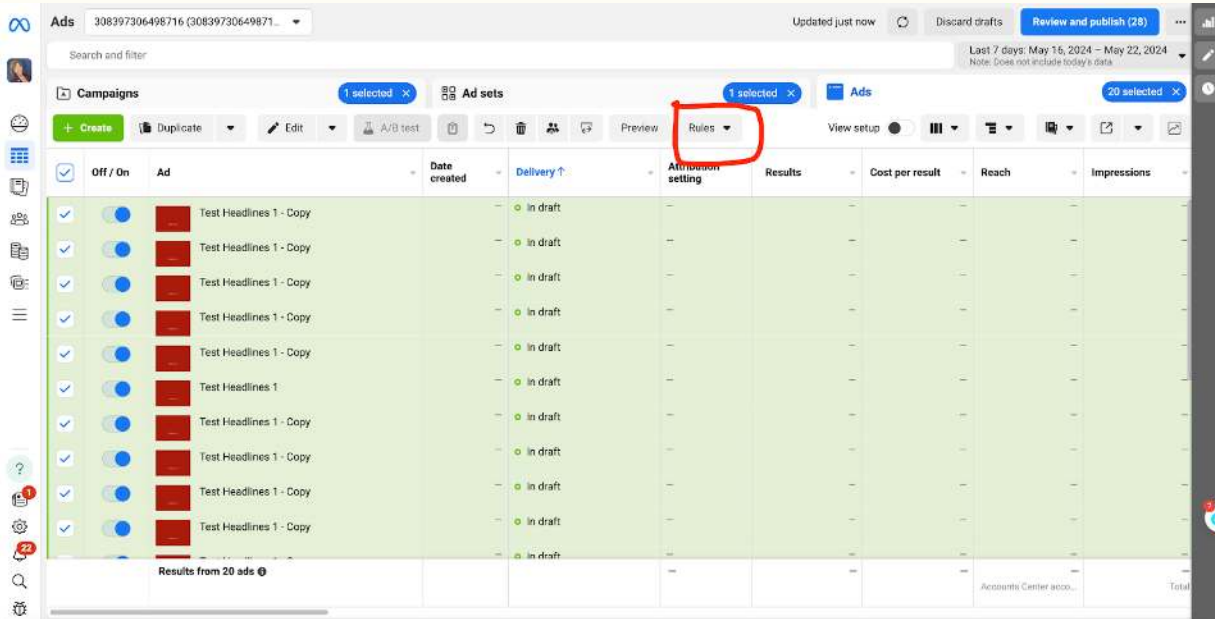 Ads 308397306498716 (30839730649871... Updated just now Discard drafts Review and publish (28)
Search and filter
Last 7 days: May 16, 2024 – May 22, 2024
Note: Does not include today's data
Campaigns 1 selected × Ad sets 1 selected × Ads 20 selected ×
+ Create Duplicate Edit A/B test Preview Rules View setup
Off / On Ad Date created Delivery ↑ Attribution setting Results Cost per result Reach Impressions
Test Headlines 1 - Copy — In draft — — — — —
Test Headlines 1 - Copy — In draft — — — — —
Test Headlines 1 - Copy — In draft — — — — —
Test Headlines 1 - Copy — In draft — — — — —
Test Headlines 1 - Copy — In draft — — — — —
Test Headlines 1 — In draft — — — — —
Test Headlines 1 - Copy — In draft — — — — —
Test Headlines 1 - Copy — In draft — — — — —
Test Headlines 1 - Copy — In draft — — — — —
Test Headlines 1 - Copy — In draft — — — — —
In draft
Results from 20 ads — — — — —
Accounts Center acco... Total
?
1
22
7